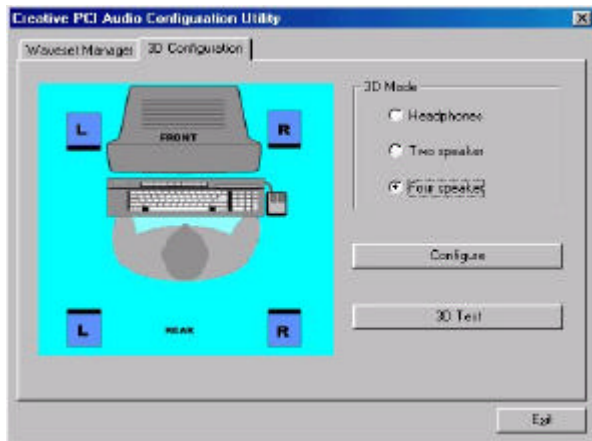 Creative PCI Audio Configuration Utility
Waveset Manager
3D Configuration
L
FRONT
R
3D Mode
Headphones
Two speaker
Four speaker
Configure
3D Test
L
REAR
R
Exit